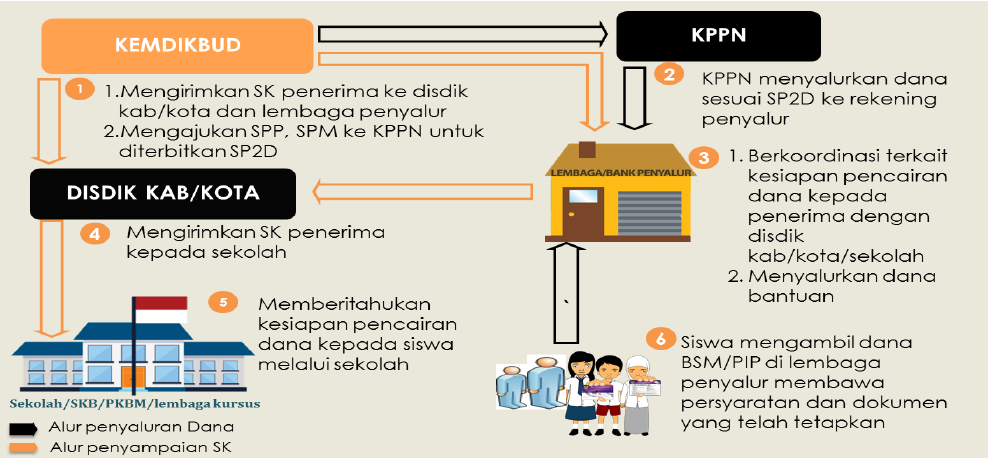 KEMDIKBUD
KPPN
1
1.Mengirimkan SK penerima ke disdik
kab/kota dan lembaga penyalur
2.Mengajukan SPP, SPM ke KPPN untuk
diterbitkan SP2D
2
KPPN menyalurkan dana
sesuai SP2D ke rekening
penyalur
LEMBAGA/BANK PENYALUR
3
1. Berkoordinasi terkait
kesiapan pencairan
dana kepada
penerima dengan
disdik
kab/kota/sekolah
2. Menyalurkan dana
bantuan
DISDIK KAB/KOTA
4
Mengirimkan SK penerima
kepada sekolah
5
Memberitahukan
kesiapan pencairan
dana kepada siswa
melalui sekolah
6
Siswa mengambil dana
BSM/PIP di lembaga
penyalur membawa
persyaratan dan dokumen
yang telah tetapkan
Sekolah/SKB/PKBM/lembaga kursus
Alur penyaluran Dana
Alur penyampaian SK